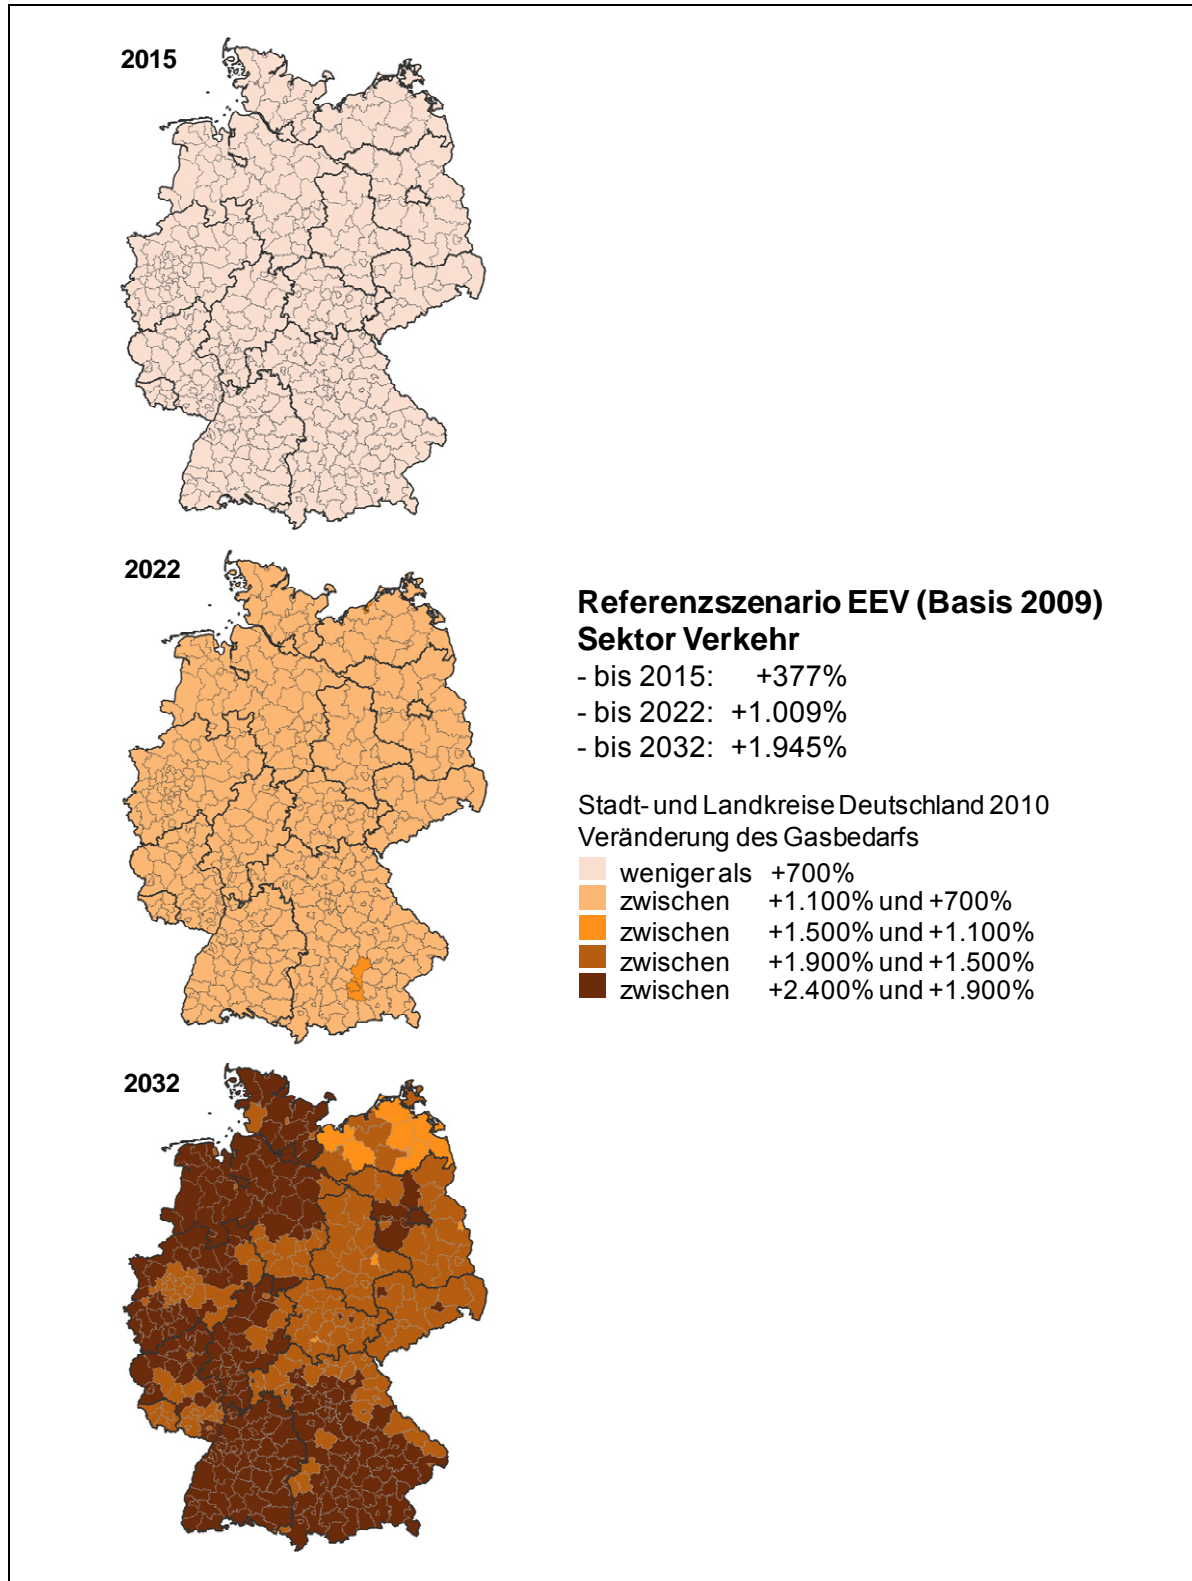 2015
2022
Referenzszenario EEV (Basis 2009)
Sektor Verkehr
- bis 2015: +377%
- bis 2022: +1.009%
- bis 2032: +1.945%
Stadt- und Landkreise Deutschland 2010
Veränderung des Gasbedarfs
weniger als +700%
zwischen +1.100% und +700%
zwischen +1.500% und +1.100%
zwischen +1.900% und +1.500%
zwischen +2.400% und +1.900%
2032